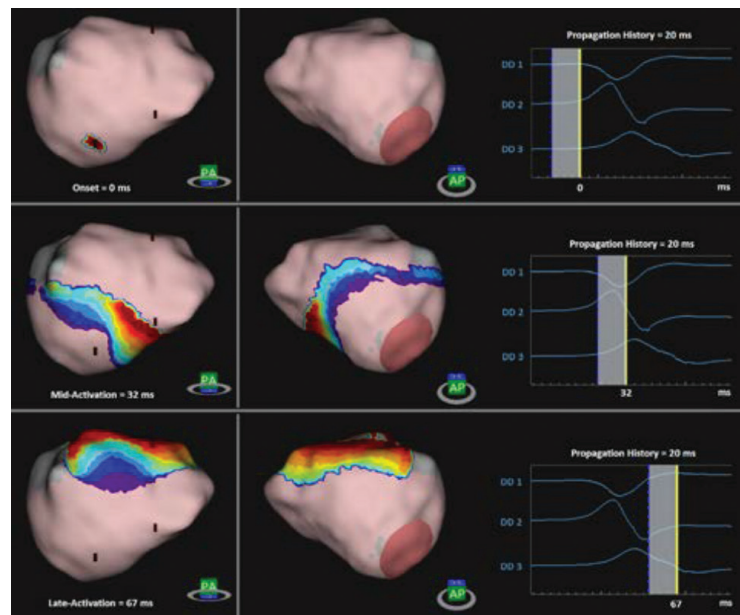 Propagation History = 20 ms
DD 1
DD 2
DD 3
PA
AP
Onset = 0 ms
0
ms
Propagation History = 20 ms
DD 1
DD 2
DD 3
PA
AP
Mid-Activation = 32 ms
32
ms
Propagation History = 20 ms
DD 1
DD 2
DD 3
PA
AP
Late-Activation = 67 ms
67
ms